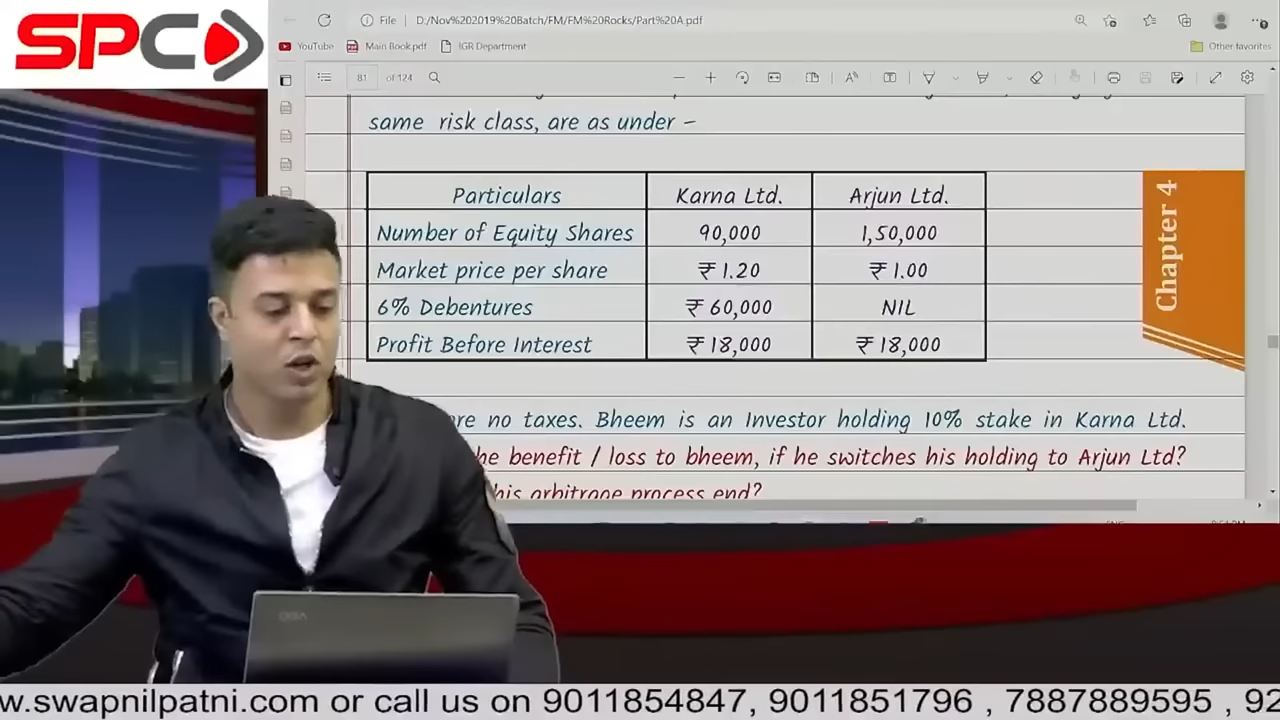 SPC
File D:/Nov%202019%20Batch/FM/FM%20Rocks/Part%20A.pdf
YouTube Main Book.pdf IGR Department Other favorites
81 of 124
same risk class, are as under –
Particulars Karna Ltd. Arjun Ltd.
Number of Equity Shares 90,000 1,50,000
Market price per share ₹ 1.20 ₹ 1.00
6% Debentures ₹ 60,000 NIL
Profit Before Interest ₹ 18,000 ₹ 18,000
Chapter 4
re no taxes. Bheem is an Investor holding 10% stake in Karna Ltd.
he benefit / loss to bheem, if he switches his holding to Arjun Ltd?
his arbitrage process end?
VAIO
w.swapnilpatni.com or call us on 9011854847, 9011851796 , 7887889595 , 92